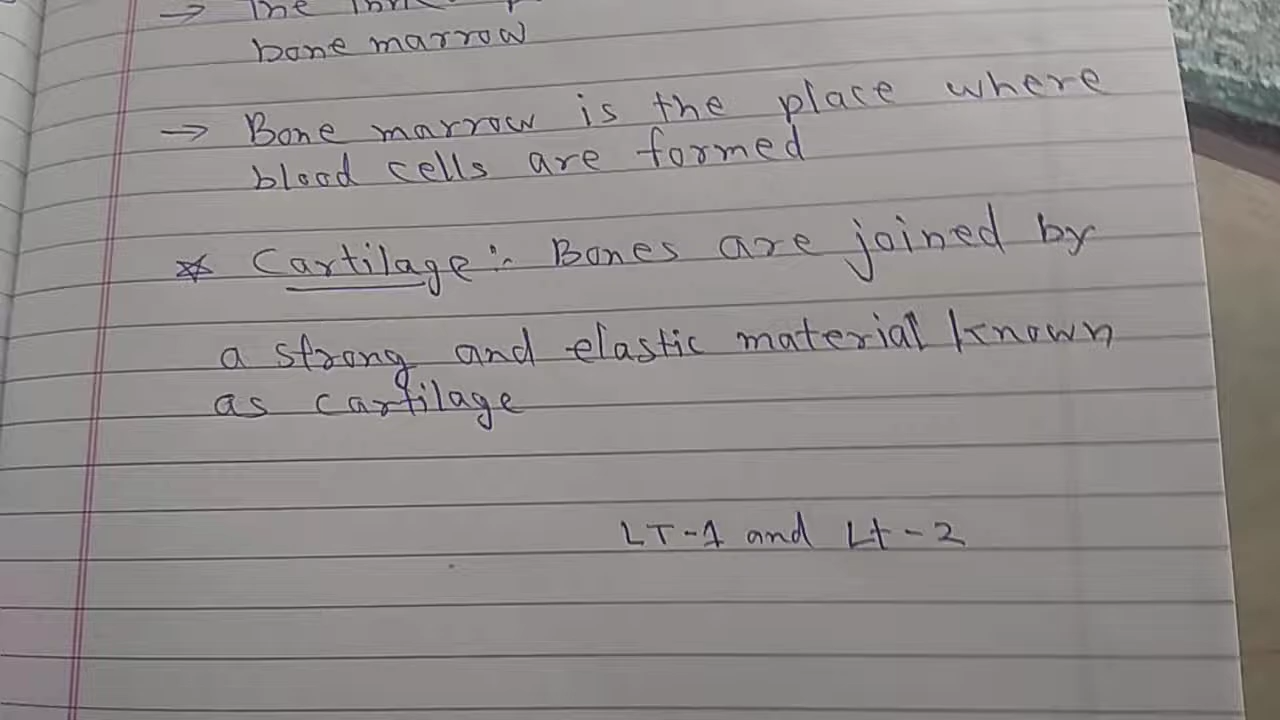 → The
bone marrow
→ Bone marrow is the place where
blood cells are formed
* Cartilage :- Bones are joined by
a strong and elastic material known
as cartilage
LT-1 and Lt-2